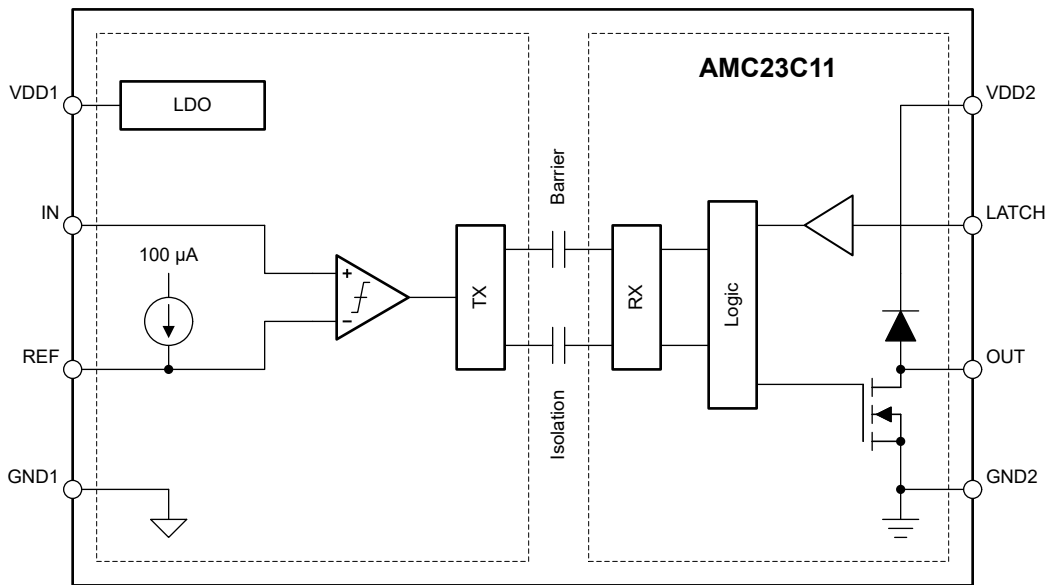 AMC23C11
VDD1
LDO
VDD2
IN
Barrier
LATCH
100 µA
+
−
TX
RX
Logic
REF
OUT
Isolation
GND1
GND2